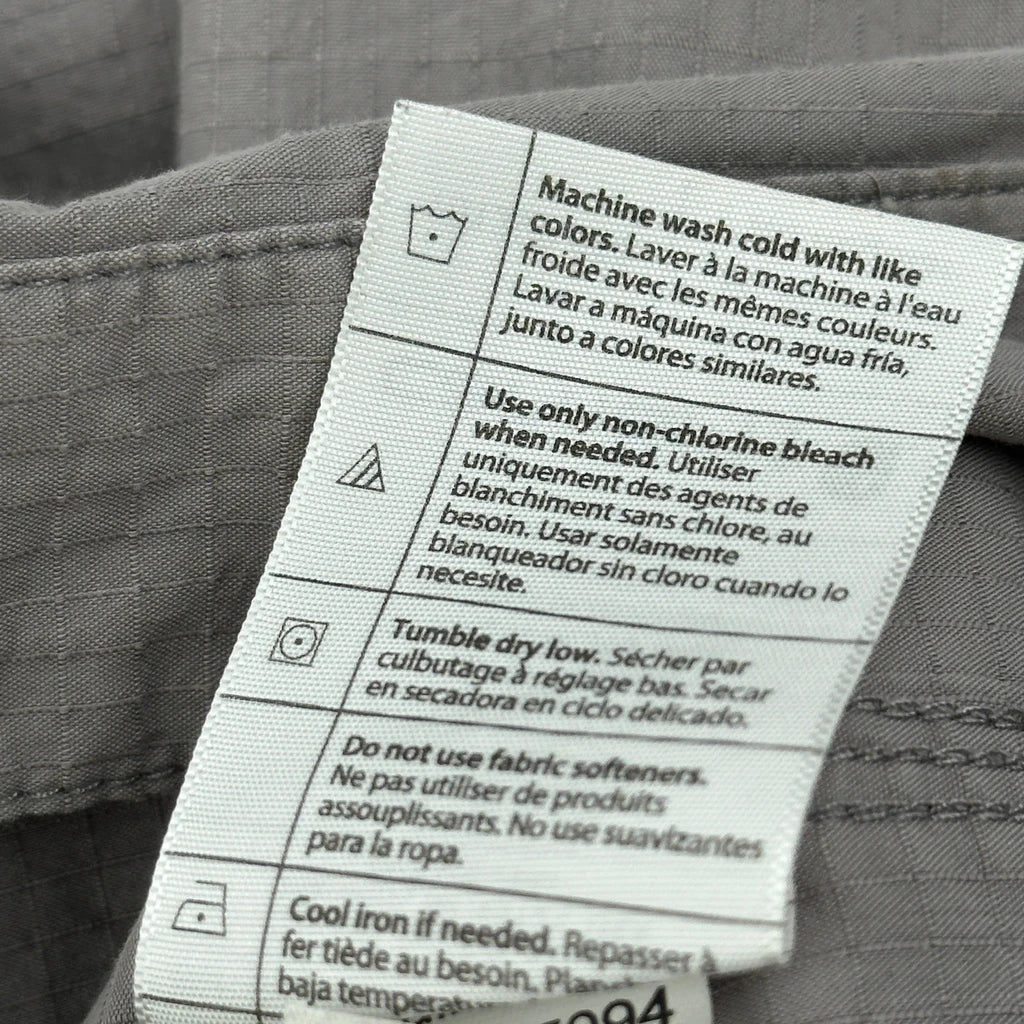 Machine wash cold with like
colors. Laver à la machine à l'eau
froide avec les mêmes couleurs.
Lavar a máquina con agua fría,
junto a colores similares.
Use only non-chlorine bleach
when needed. Utiliser
uniquement des agents de
blanchiment sans chlore, au
besoin. Usar solamente
blanqueador sin cloro cuando lo
necesite.
Tumble dry low. Sécher par
culbutage à réglage bas. Secar
en secadora en ciclo delicado.
Do not use fabric softeners.
Ne pas utiliser de produits
assouplissants. No use suavizantes
para la ropa.
Cool iron if needed. Repasser à
fer tiède au besoin.
baja
094